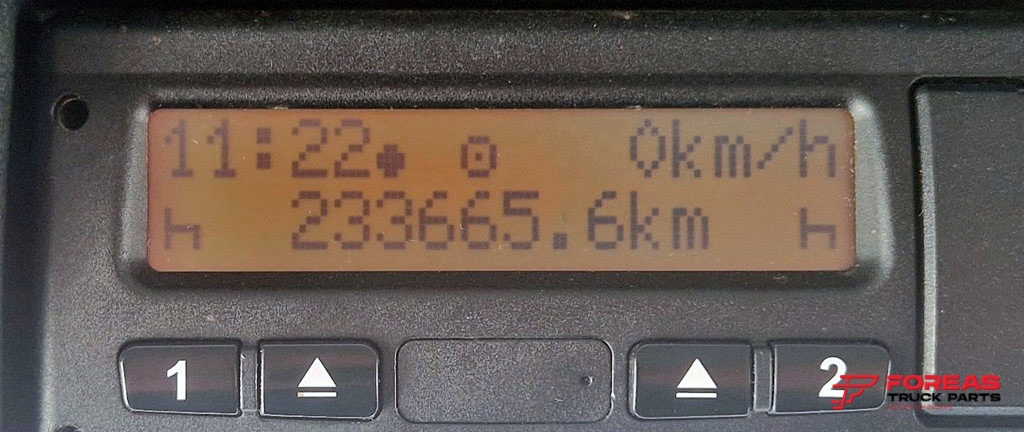 11:22 0km/h
233665.6km
1 2
FOREAS
TRUCK PARTS